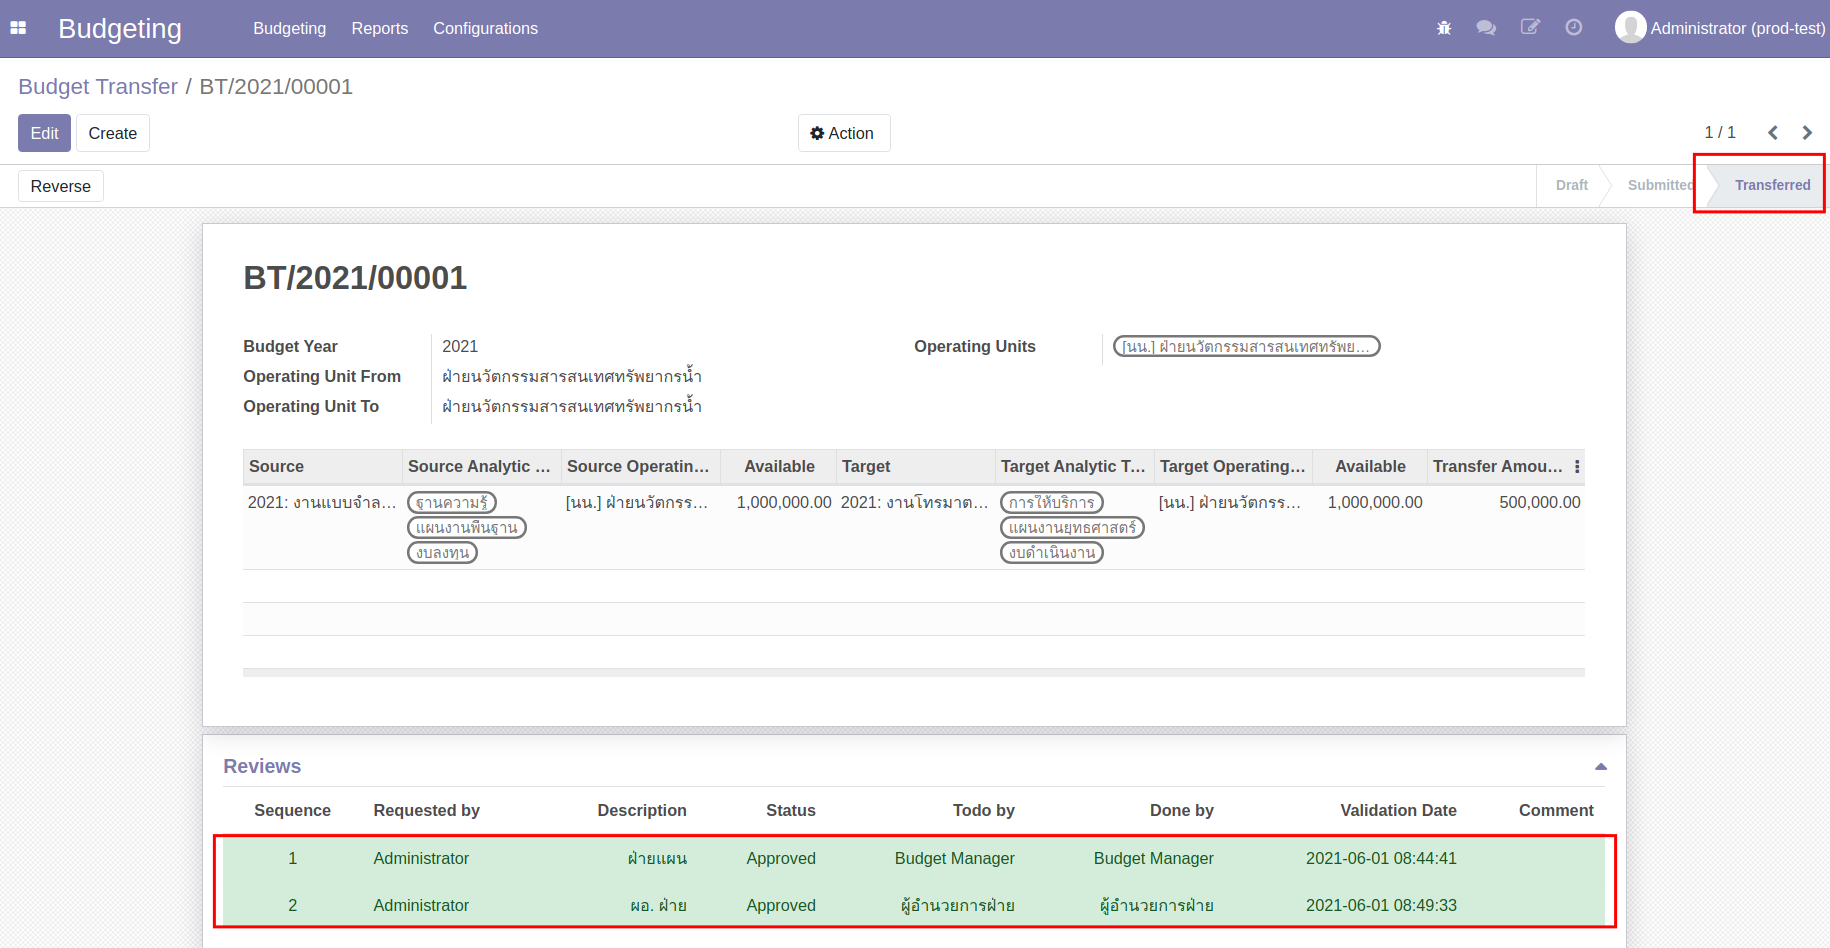 Budgeting Budgeting Reports Configurations Administrator (prod-test)
Budget Transfer / BT/2021/00001
Edit Create Action 1 / 1
Reverse Draft Submitted Transferred
BT/2021/00001
Budget Year 2021 Operating Units [นน.] ฝ่ายนวัตกรรมสารสนเทศทรัพย...
Operating Unit From ฝ่ายนวัตกรรมสารสนเทศทรัพยากรน้ำ
Operating Unit To ฝ่ายนวัตกรรมสารสนเทศทรัพยากรน้ำ
Source Source Analytic ... Source Operatin... Available Target Target Analytic T... Target Operating... Available Transfer Amou...
2021: งานแบบจำล... ฐานความรู้ [นน.] ฝ่ายนวัตกรร... 1,000,000.00 2021: งานโทรมาต... การให้บริการ [นน.] ฝ่ายนวัตกรร... 1,000,000.00 500,000.00
แผนงานพื้นฐาน แผนงานยุทธศาสตร์
งบลงทุน งบดำเนินงาน
Reviews
Sequence Requested by Description Status Todo by Done by Validation Date Comment
1 Administrator ฝ่ายแผน Approved Budget Manager Budget Manager 2021-06-01 08:44:41
2 Administrator ผอ. ฝ่าย Approved ผู้อำนวยการฝ่าย ผู้อำนวยการฝ่าย 2021-06-01 08:49:33